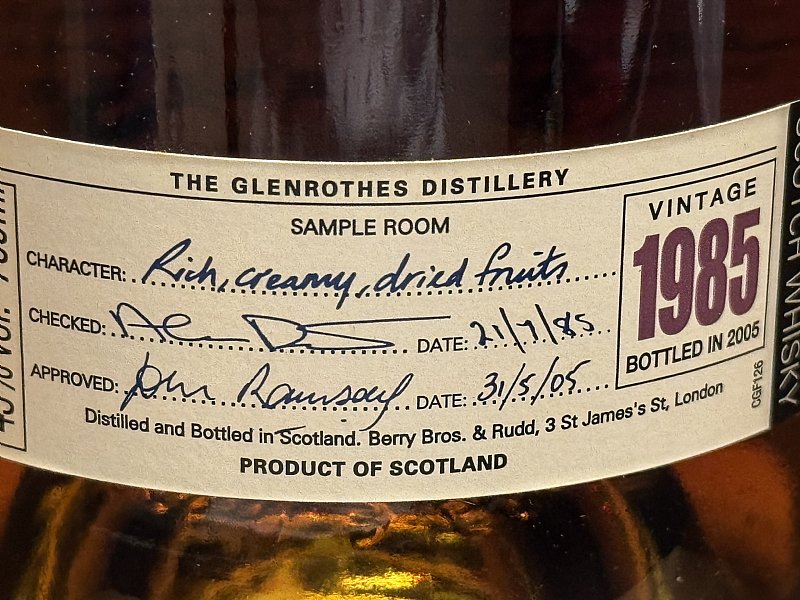 THE GLENROTHES DISTILLERY
SAMPLE ROOM
CHARACTER: Rich, creamy, dried fruits
CHECKED: DATE: 21/7/85
APPROVED: John Ramsay DATE: 31/5/05
Distilled and Bottled in Scotland. Berry Bros. & Rudd, 3 St James's St, London
PRODUCT OF SCOTLAND
VINTAGE
1985
BOTTLED IN 2005
CGF126
SCOTCH WHISKY